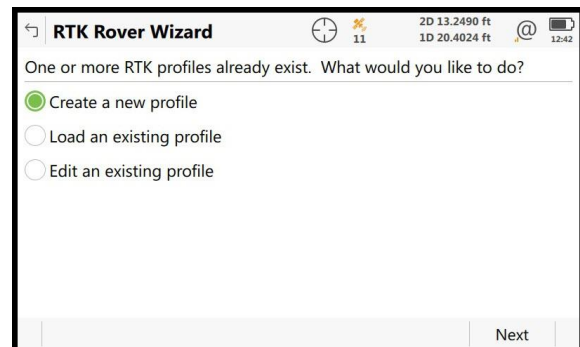 RTK Rover Wizard
11
2D 13.2490 ft
1D 20.4024 ft
@
12:42
One or more RTK profiles already exist. What would you like to do?
Create a new profile
Load an existing profile
Edit an existing profile
Next